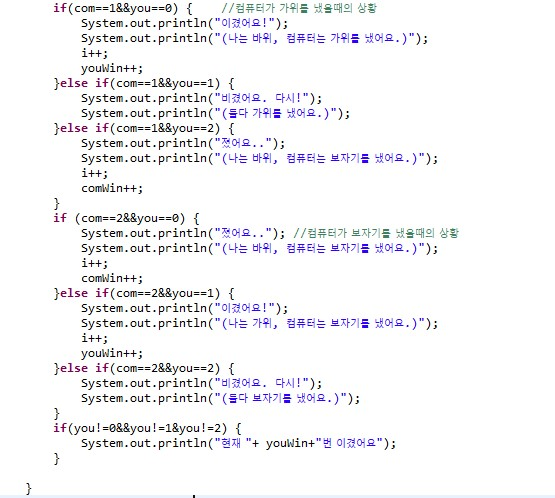 if(com==1&&you==0) {    //컴퓨터가 가위를 냈을때의 상황
System.out.println("이겼어요!");
System.out.println("(나는 바위, 컴퓨터는 가위를 냈어요.)");
i++;
youWin++;
}else if(com==1&&you==1) {
System.out.println("비겼어요. 다시!");
System.out.println("(둘다 가위를 냈어요.)");
}else if(com==1&&you==2) {
System.out.println("졌어요..");
System.out.println("(나는 바위, 컴퓨터는 보자기를 냈어요.)");
i++;
comWin++;
}
if (com==2&&you==0) {
System.out.println("졌어요.."); //컴퓨터가 보자기를 냈을때의 상황
System.out.println("(나는 바위, 컴퓨터는 보자기를 냈어요.)");
i++;
comWin++;
}else if(com==2&&you==1) {
System.out.println("이겼어요!");
System.out.println("(나는 가위, 컴퓨터는 보자기를 냈어요.)");
i++;
youWin++;
}else if(com==2&&you==2) {
System.out.println("비겼어요. 다시!");
System.out.println("(둘다 보자기를 냈어요.)");
}
if(you!=0&&you!=1&you!=2) {
System.out.println("현재 "+ youWin+"번 이겼어요");
}
}